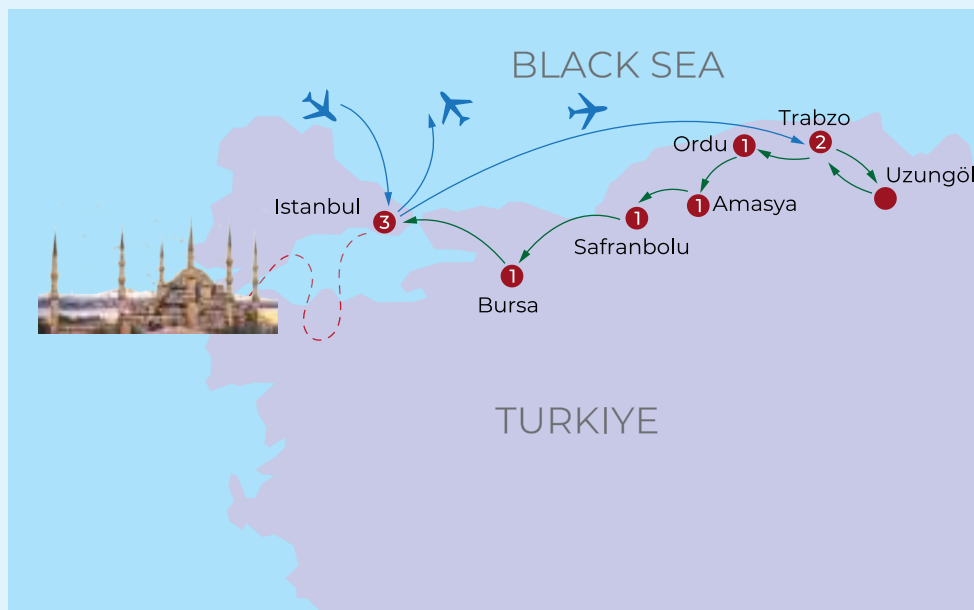 BLACK SEA
Trabzo
2
Ordu
1
Uzungöl
Istanbul
3
1
Amasya
1
Safranbolu
1
Bursa
TURKIYE